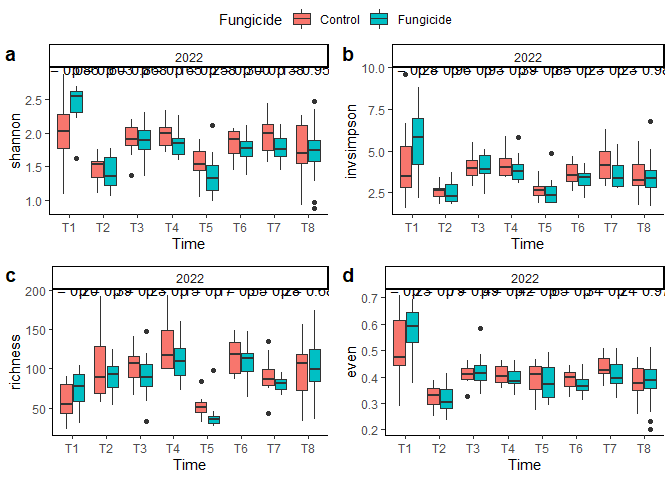 Fungicide Control Fungicide
a
2022
shannon
2.5
2.0
1.5
1.0
T1 T2 T3 T4 T5 T6 T7 T8
Time
b
2022
invsimpson
10.0
7.5
5.0
2.5
T1 T2 T3 T4 T5 T6 T7 T8
Time
c
2022
richness
200
150
100
50
T1 T2 T3 T4 T5 T6 T7 T8
Time
d
2022
even
0.7
0.6
0.5
0.4
0.3
0.2
T1 T2 T3 T4 T5 T6 T7 T8
Time